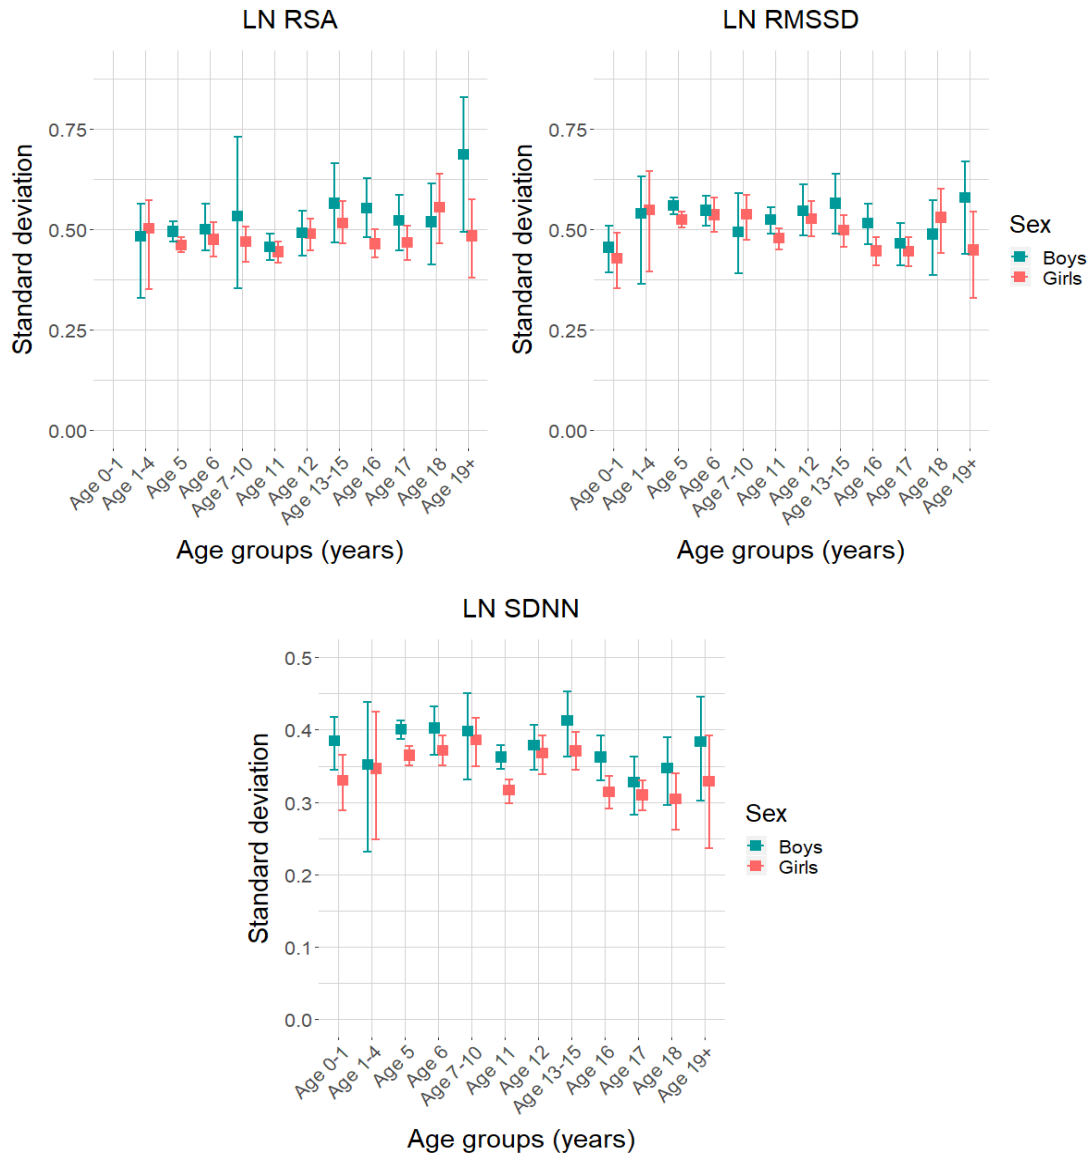 LN RSA
Standard deviation
0.75
0.50
0.25
0.00
Age 0-1
Age 1-4
Age 5
Age 6
Age 7-10
Age 11
Age 12
Age 13-15
Age 16
Age 17
Age 18
Age 19+
Age groups (years)
LN RMSSD
Standard deviation
0.75
0.50
0.25
0.00
Age 0-1
Age 1-4
Age 5
Age 6
Age 7-10
Age 11
Age 12
Age 13-15
Age 16
Age 17
Age 18
Age 19+
Age groups (years)
Sex
Boys
Girls
LN SDNN
Standard deviation
0.5
0.4
0.3
0.2
0.1
0.0
Age 0-1
Age 1-4
Age 5
Age 6
Age 7-10
Age 11
Age 12
Age 13-15
Age 16
Age 17
Age 18
Age 19+
Age groups (years)
Sex
Boys
Girls